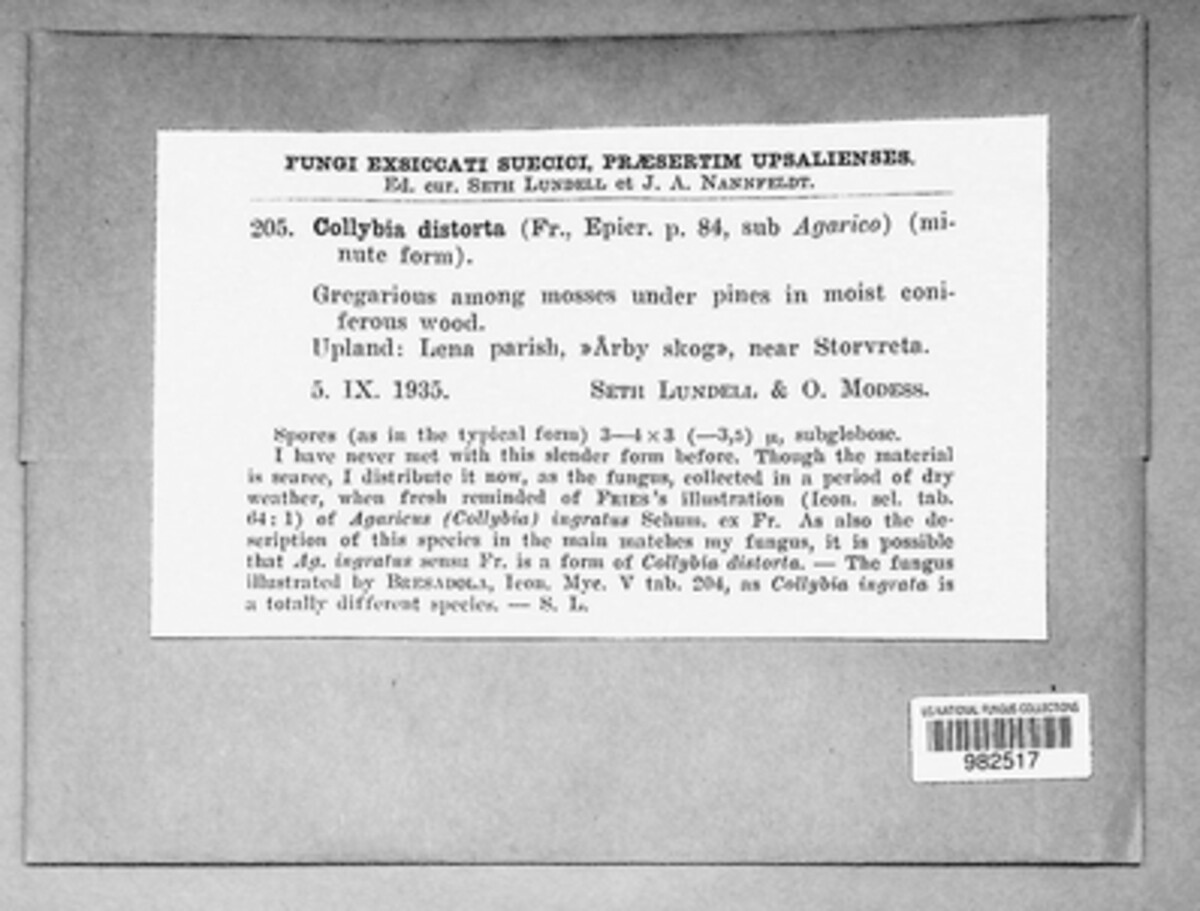 FUNGI EXSICCATI SUECICI, PRÆSERTIM UPSALIENSES.
Ed. cur. SETH LUNDELL et J. A. NANNFELDT.
205. Collybia distorta (Fr., Epicr. p. 84, sub Agarico) (mi-
nute form).
Gregarious among mosses under pines in moist coni-
ferous wood.
Upland: Lena parish, »Årby skog», near Storvreta.
5. IX. 1935. SETH LUNDELL & O. MODESS.
Spores (as in the typical form) 3—4 × 3 (—3,5) µ, subglobose.
I have never met with this slender form before. Though the material
is scarce, I distribute it now, as the fungus, collected in a period of dry
weather, when fresh reminded of FRIES's illustration (Icon. sel. tab.
64: 1) of Agaricus (Collybia) ingratus Schum. ex Fr. As also the de-
scription of this species in the main matches my fungus, it is possible
that Ag. ingratus sensu Fr. is a form of Collybia distorta. — The fungus
illustrated by BRESADOLA, Icon. Myc. V tab. 204, as Collybia ingrata is
a totally different species. — S. L.
US NATIONAL FUNGUS COLLECTIONS
982517